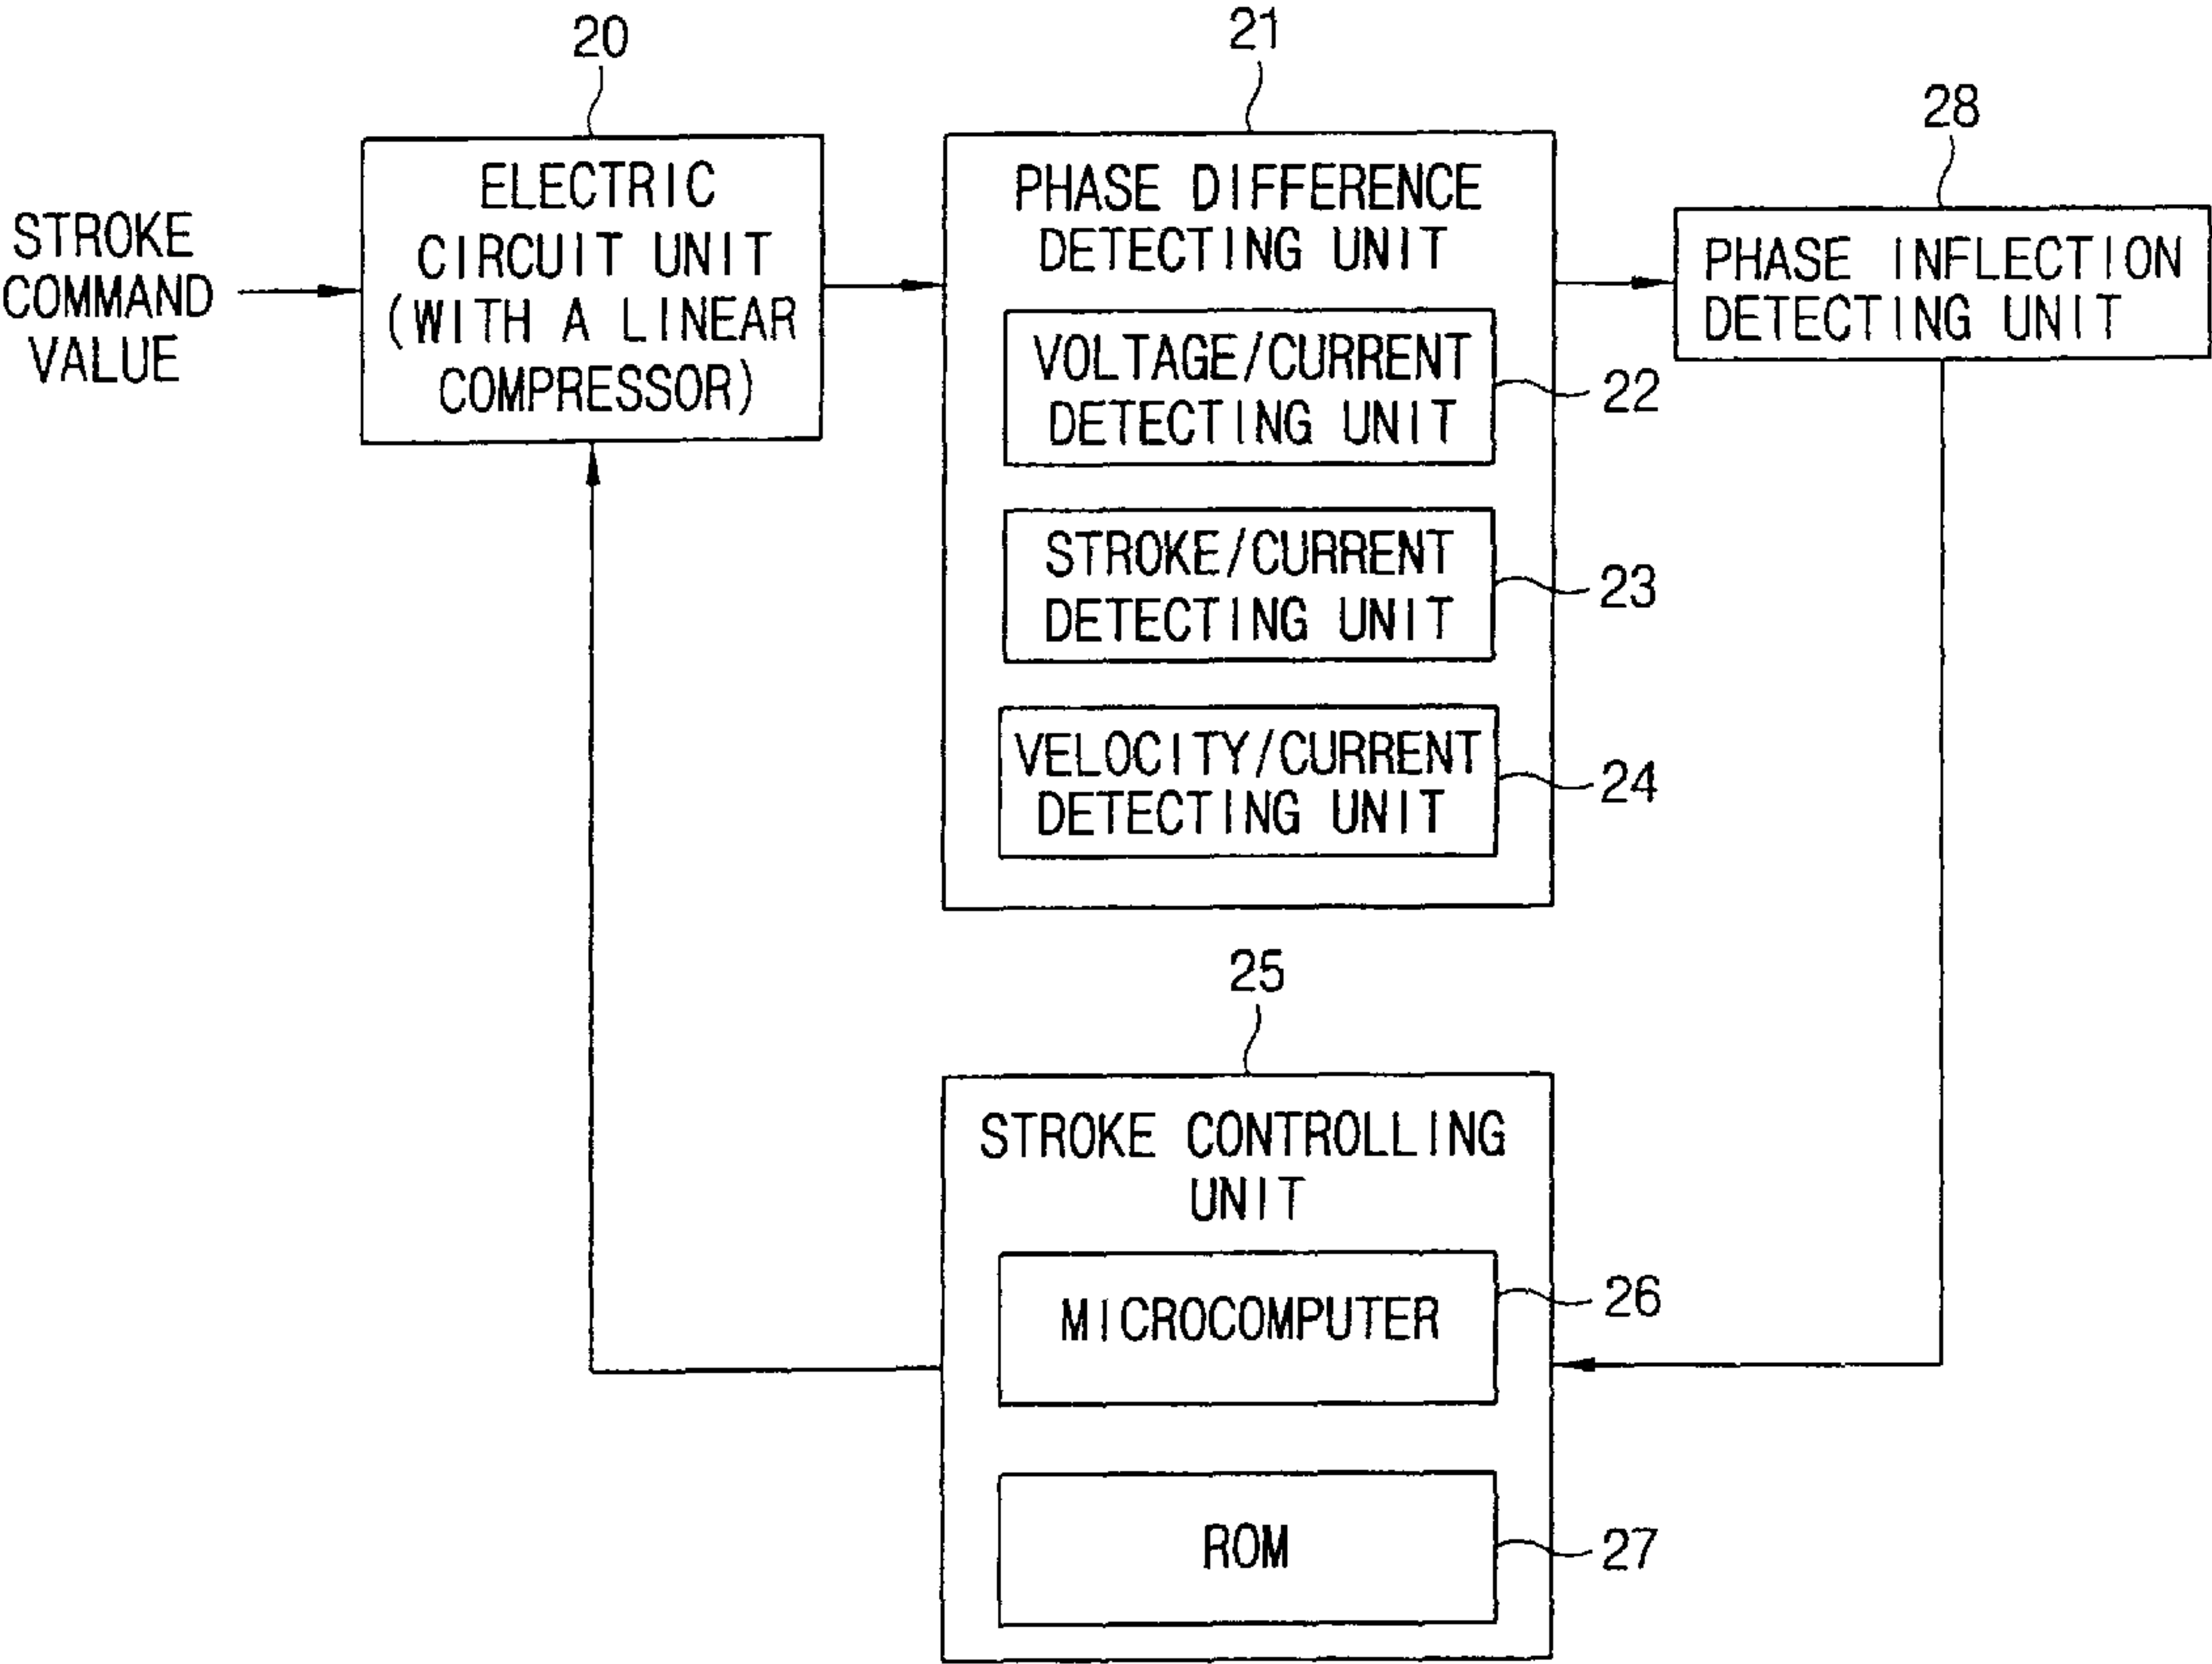 20
21
28
STROKE
COMMAND
VALUE
ELECTRIC
CIRCUIT UNIT
(WITH A LINEAR
COMPRESSOR)
PHASE DIFFERENCE
DETECTING UNIT
VOLTAGE/CURRENT
DETECTING UNIT
22
STROKE/CURRENT
DETECTING UNIT
23
VELOCITY/CURRENT
DETECTING UNIT
24
PHASE INFLECTION
DETECTING UNIT
25
STROKE CONTROLLING
UNIT
MICROCOMPUTER
26
ROM
27